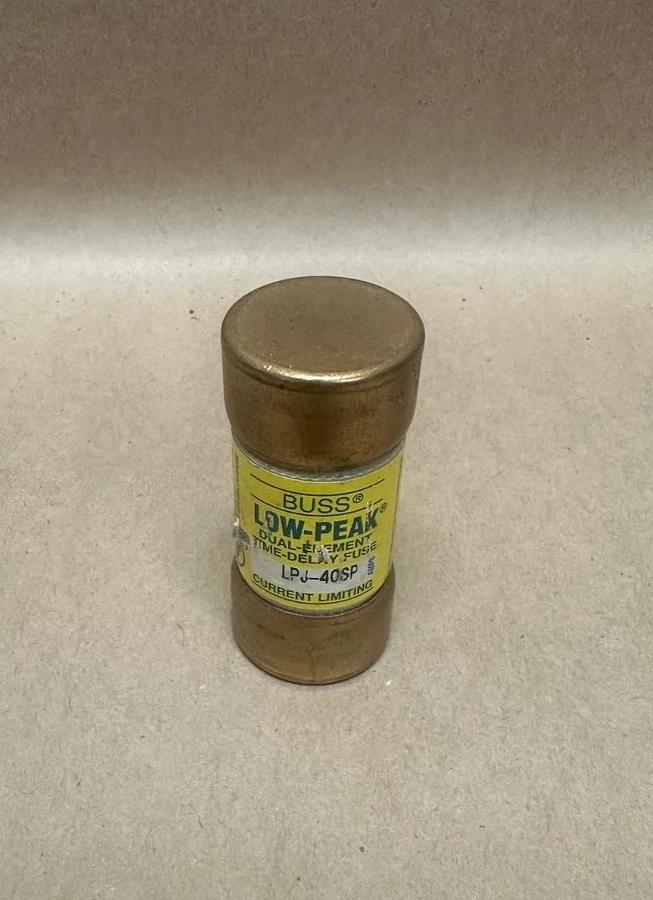 BUSS®
LOW-PEAK®
DUAL-ELEMENT
TIME-DELAY FUSE
LPJ-40SP
CURRENT LIMITING